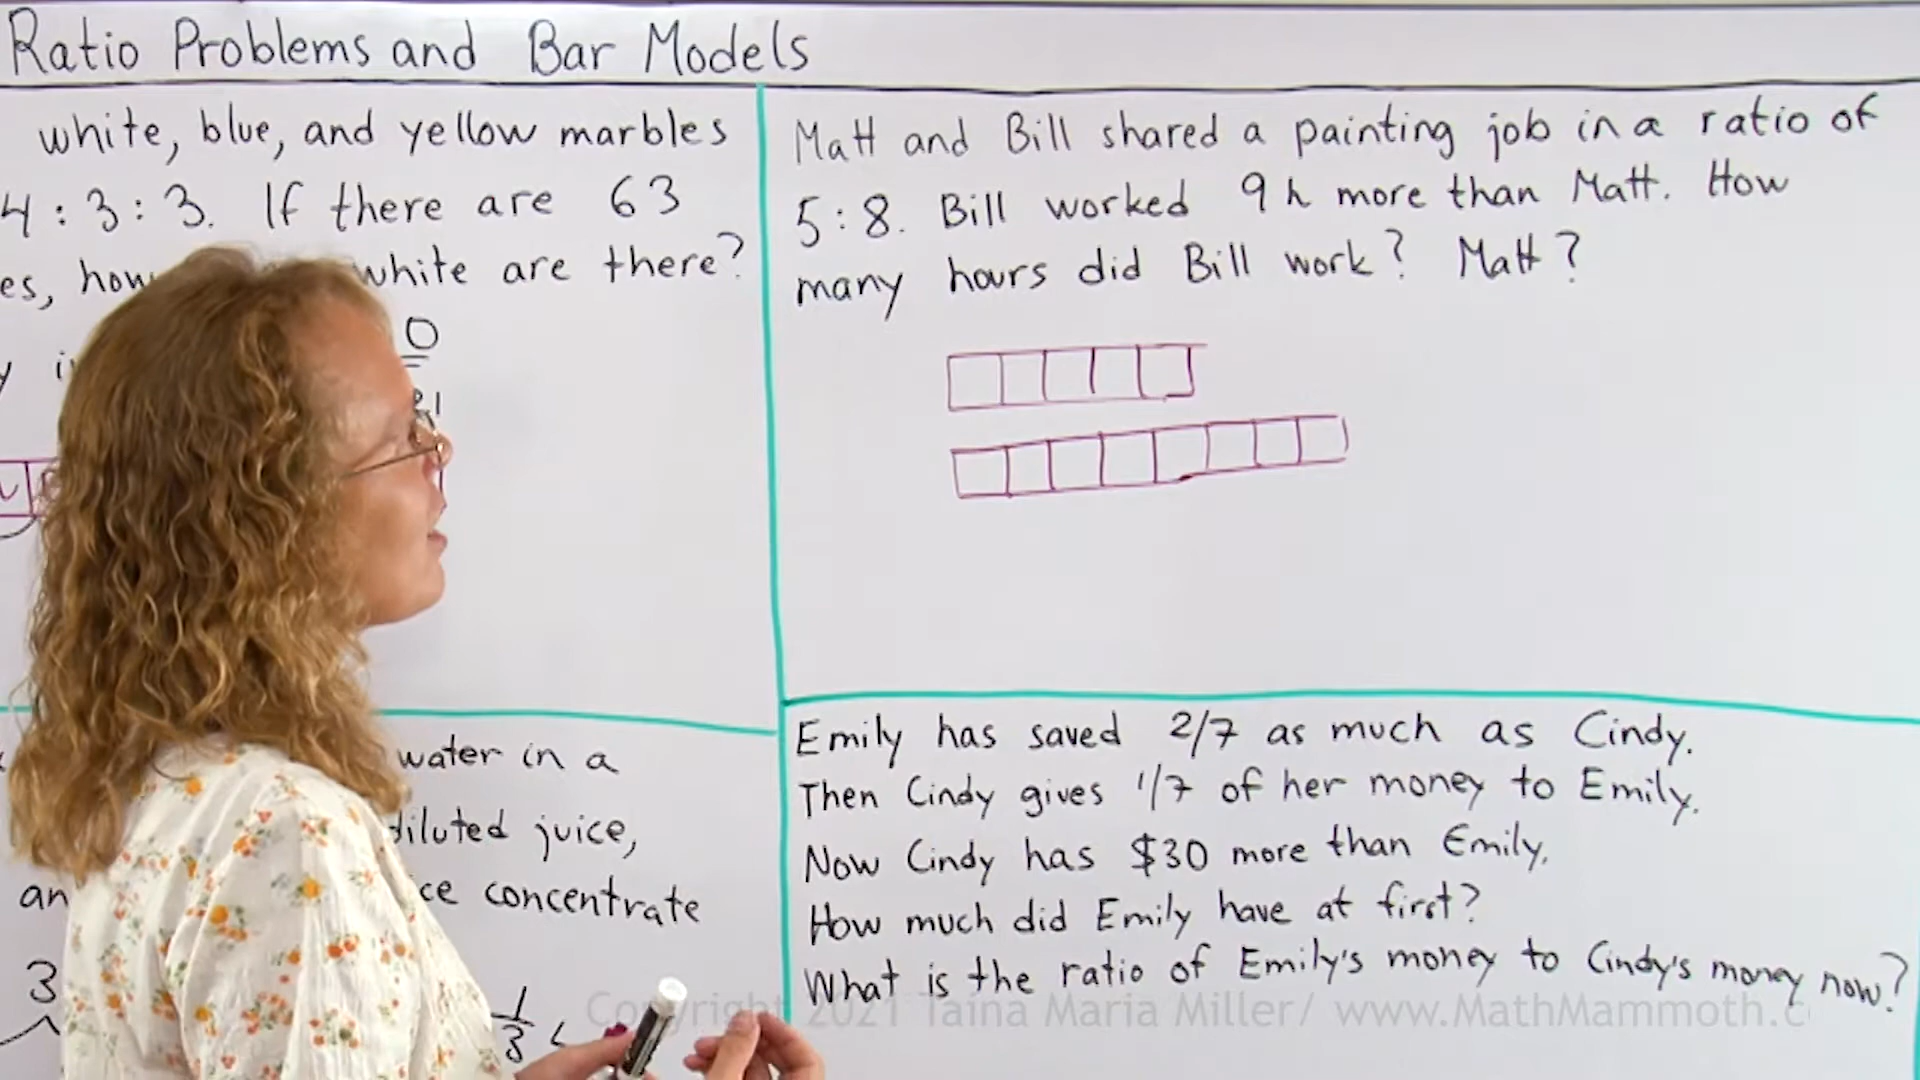 Ratio Problems and Bar Models
white, blue, and yellow marbles
4 : 3 : 3. If there are 63
es, how white are there?
0
water in a
diluted juice,
an ce concentrate
3
1/3
Matt and Bill shared a painting job in a ratio of
5 : 8. Bill worked 9 h more than Matt. How
many hours did Bill work? Matt?
Emily has saved 2/7 as much as Cindy.
Then Cindy gives 1/7 of her money to Emily.
Now Cindy has $30 more than Emily.
How much did Emily have at first?
What is the ratio of Emily's money to Cindy's money now?
Copyright 2021 Taina Maria Miller/ www.MathMammoth.c